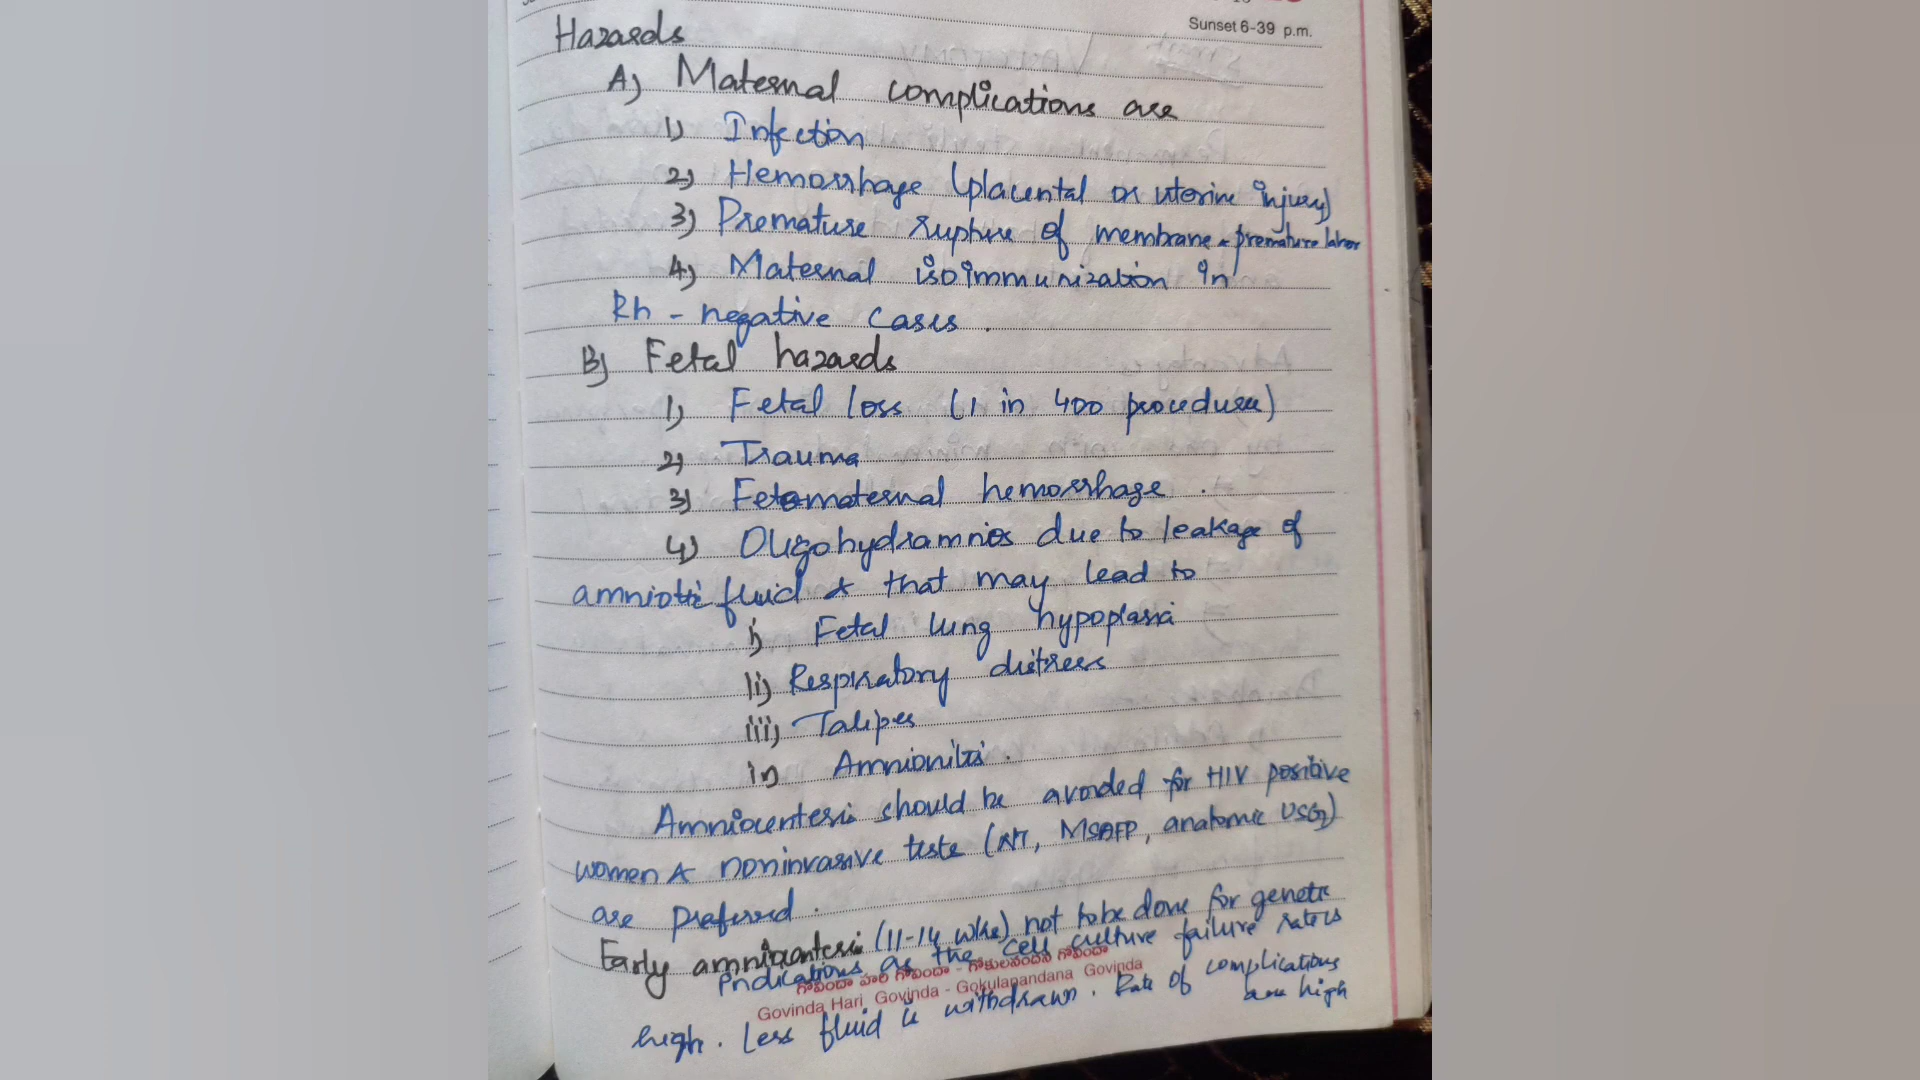 Sunset 6-39 p.m.
Hazards
A) Maternal complications are
1) Infection
2) Hemorrhage (placental or uterine injury)
3) Premature rupture of membrane & premature labor
4) Maternal isoimmunization in
Rh - negative cases.
B) Fetal hazards
1) Fetal loss (1 in 400 procedures)
2) Trauma
3) Fetomaternal hemorrhage.
4) Oligohydramnios due to leakage of
amniotic fluid & that may lead to
i) Fetal lung hypoplasia
ii) Respiratory distress
iii) Talipes
iv) Amnionitis.
Amniocentesis should be avoided for HIV positive
women & noninvasive tests (NT, MSAFP, anatomic USG)
are preferred.
Early amniocentesis (11-14 wks) not to be done for genetic
indications as the cell culture failure rate is
గోవిందా హరి గోవిందా - గోకులనందన గోవిందా
Govinda Hari Govinda - Gokulanandana Govinda
high. Less fluid is withdrawn. Rate of complications
are high